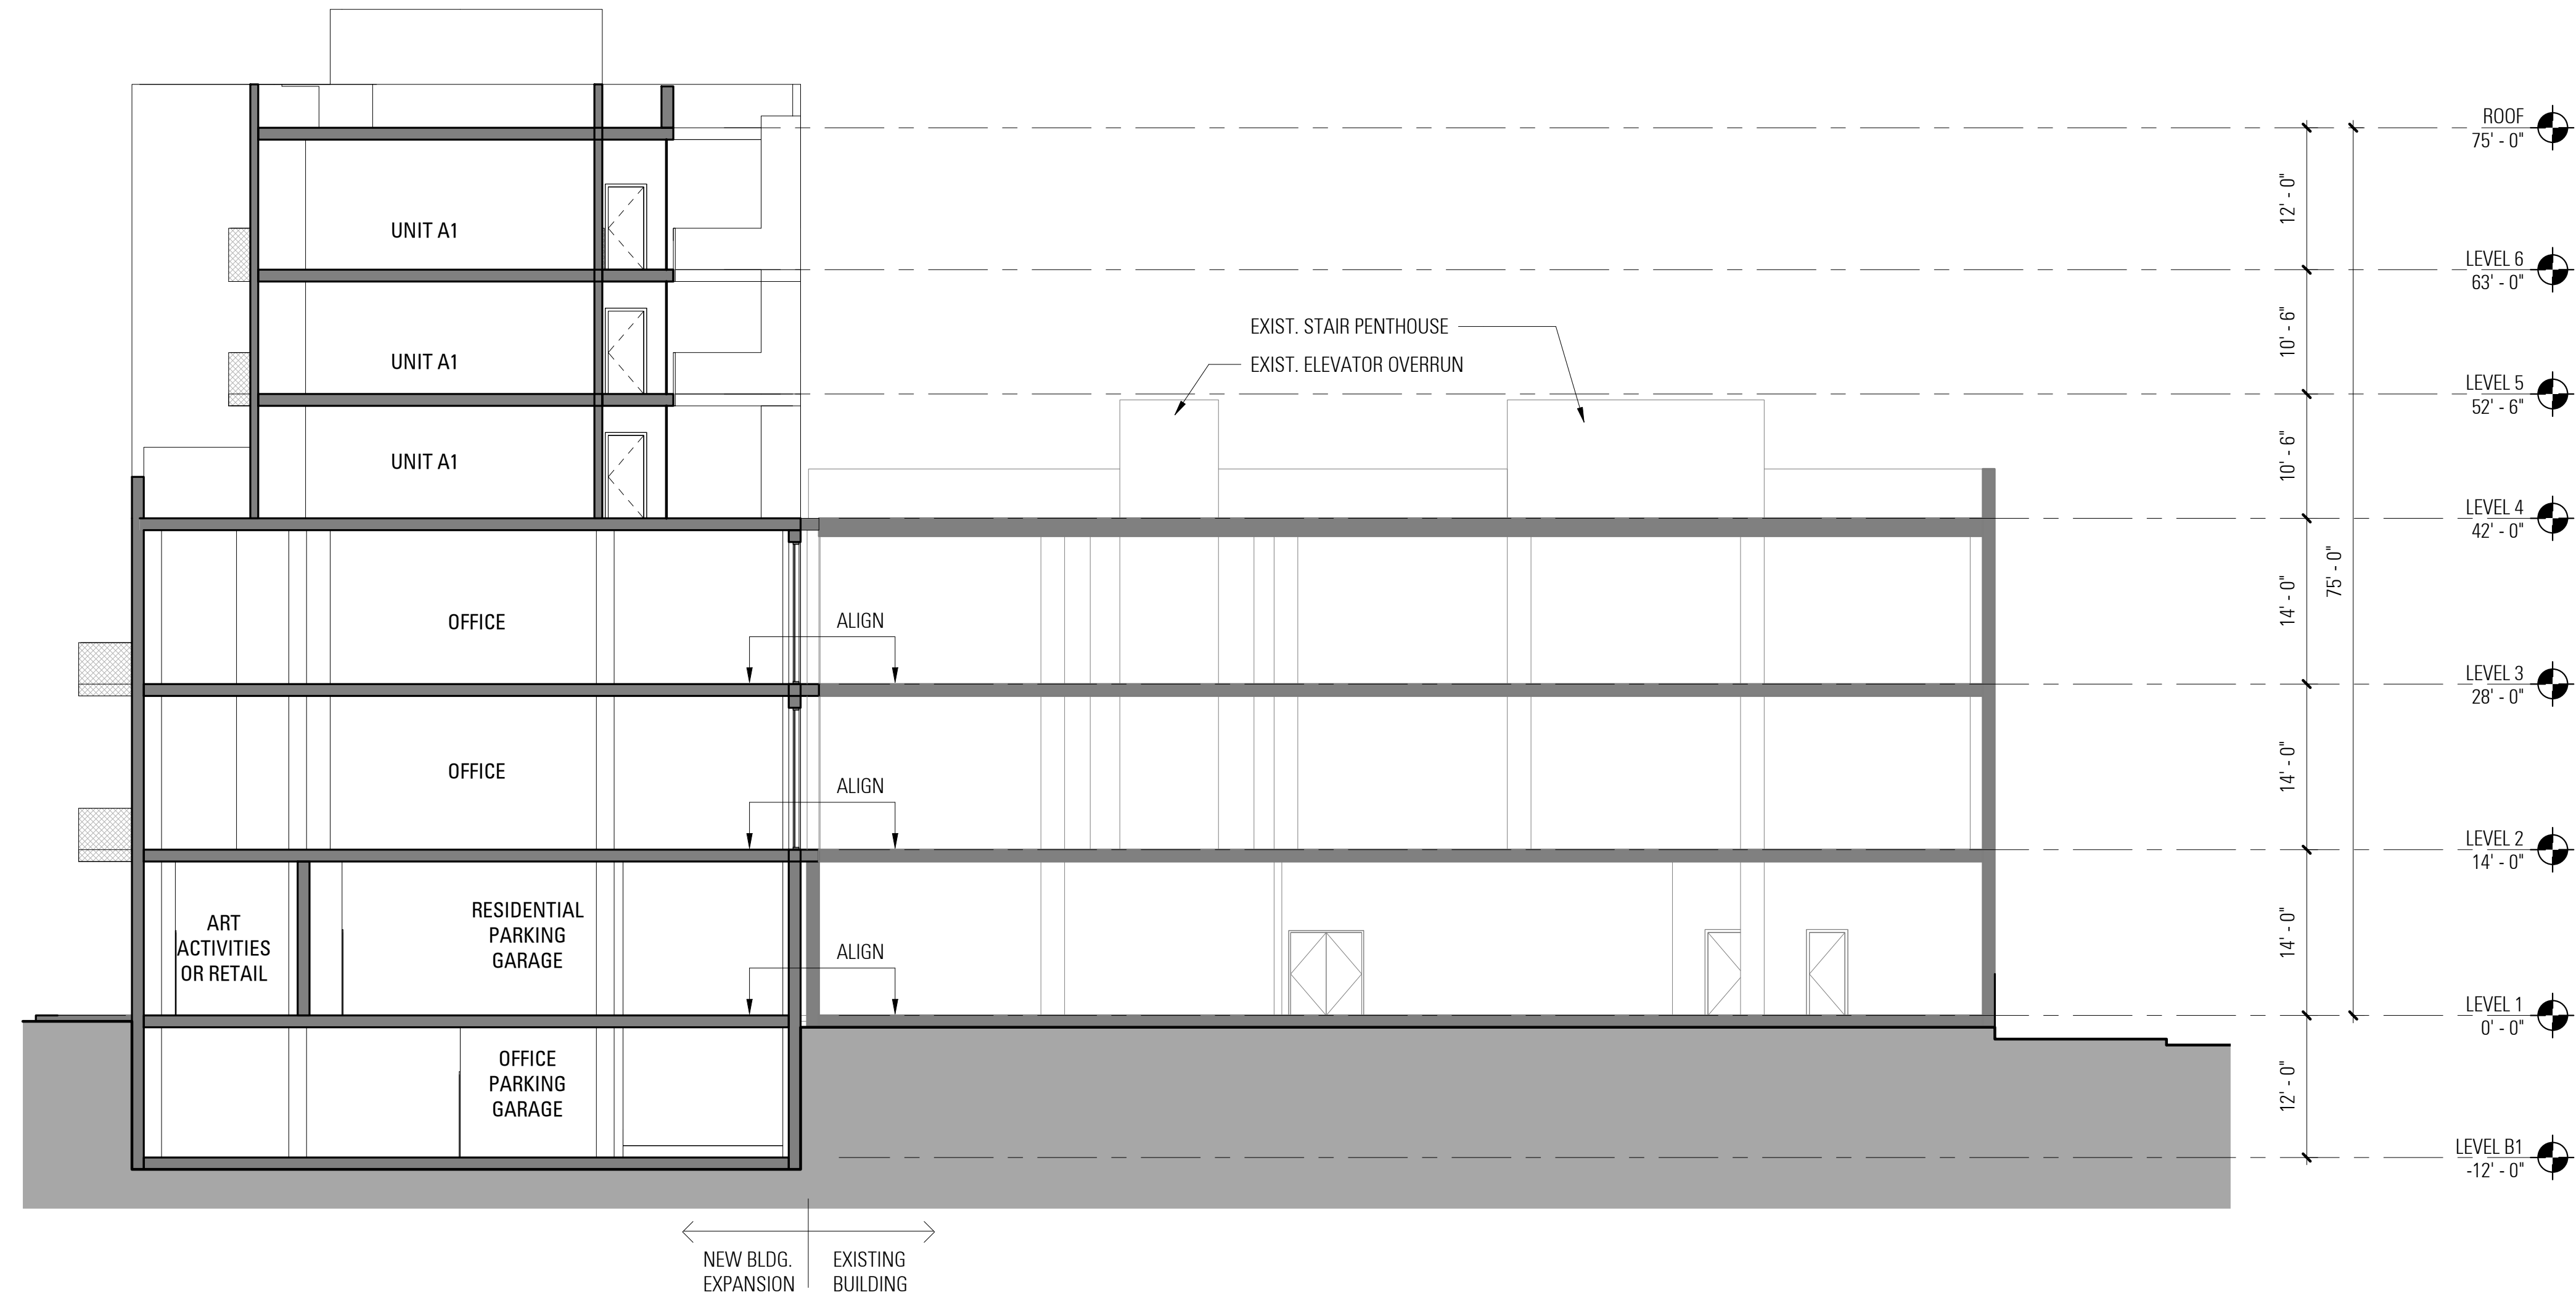 ROOF
75' - 0"
12' - 0"
UNIT A1
LEVEL 6
63' - 0"
10' - 6"
EXIST. STAIR PENTHOUSE
UNIT A1
EXIST. ELEVATOR OVERRUN
LEVEL 5
52' - 6"
10' - 6"
UNIT A1
LEVEL 4
42' - 0"
75' - 0"
14' - 0"
OFFICE
ALIGN
LEVEL 3
28' - 0"
14' - 0"
OFFICE
ALIGN
LEVEL 2
14' - 0"
14' - 0"
ART
ACTIVITIES
OR RETAIL
RESIDENTIAL
PARKING
GARAGE
ALIGN
LEVEL 1
0' - 0"
12' - 0"
OFFICE
PARKING
GARAGE
LEVEL B1
-12' - 0"
NEW BLDG.
EXPANSION
EXISTING
BUILDING